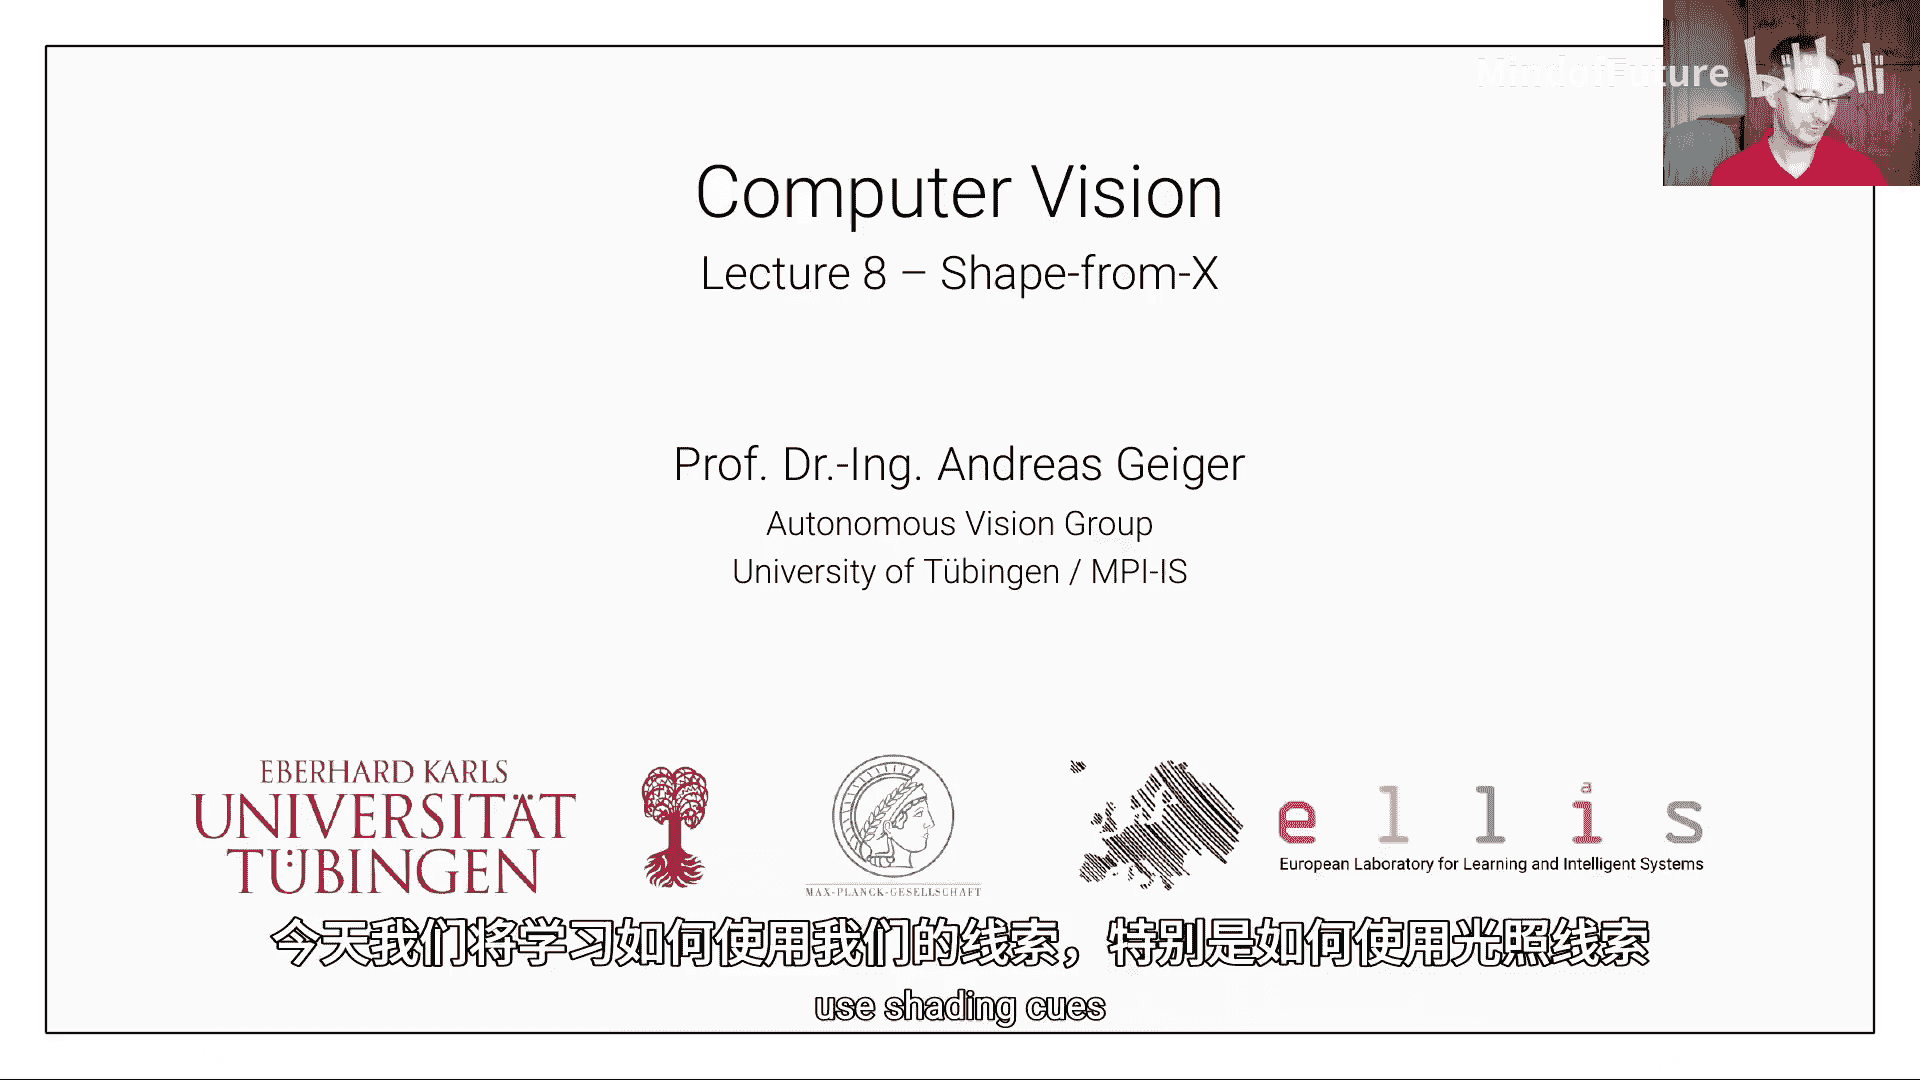 MindofFuture bilibili
Computer Vision
Lecture 8 – Shape-from-X
Prof. Dr.-Ing. Andreas Geiger
Autonomous Vision Group
University of Tübingen / MPI-IS
EBERHARD KARLS
UNIVERSITÄT
TÜBINGEN
MAX-PLANCK-GESELLSCHAFT
ellis
a
European Laboratory for Learning and Intelligent Systems
今天我们将学习如何使用我们的线索，特别是如何使用光照线索
use shading cues